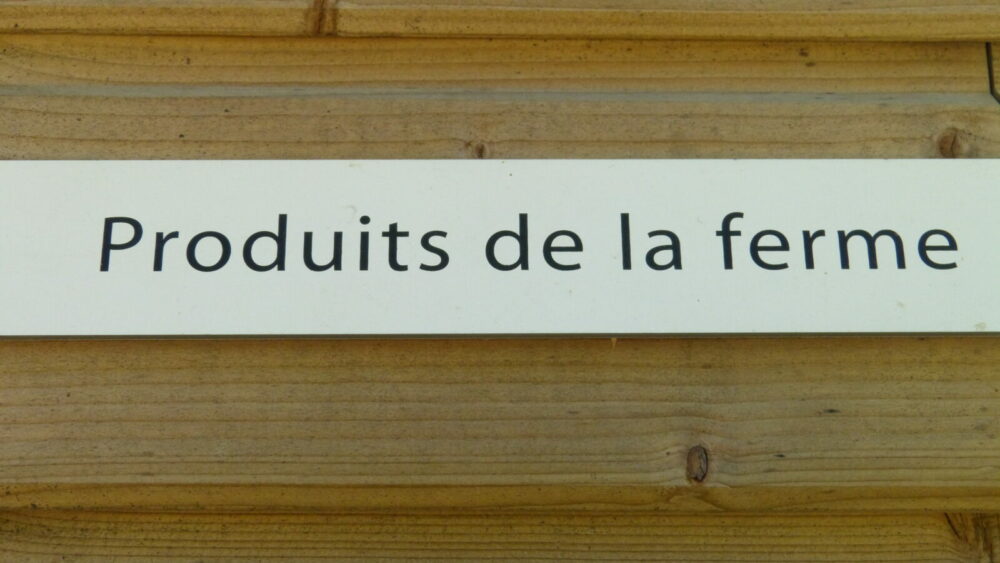 Produits de la ferme